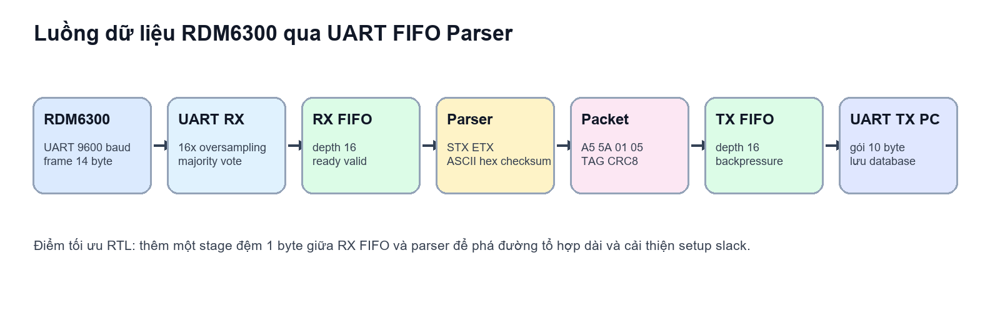 Luồng dữ liệu RDM6300 qua UART FIFO Parser
RDM6300
UART 9600 baud
frame 14 byte
UART RX
16x oversampling
majority vote
RX FIFO
depth 16
ready valid
Parser
STX ETX
ASCII hex checksum
Packet
A5 5A 01 05
TAG CRC8
TX FIFO
depth 16
backpressure
UART TX PC
gói 10 byte
lưu database
Điểm tối ưu RTL: thêm một stage đệm 1 byte giữa RX FIFO và parser để phá đường tổ hợp dài và cải thiện setup slack.